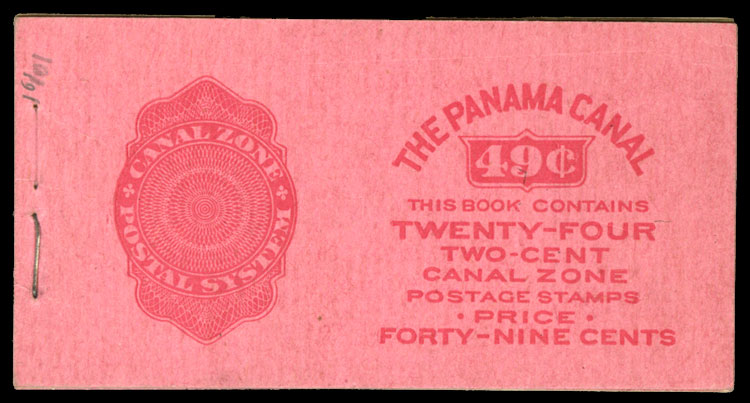 CANAL ZONE
POSTAL SYSTEM
THE PANAMA CANAL
49¢
THIS BOOK CONTAINS
TWENTY-FOUR
TWO-CENT
CANAL ZONE
POSTAGE STAMPS
• PRICE •
FORTY-NINE CENTS